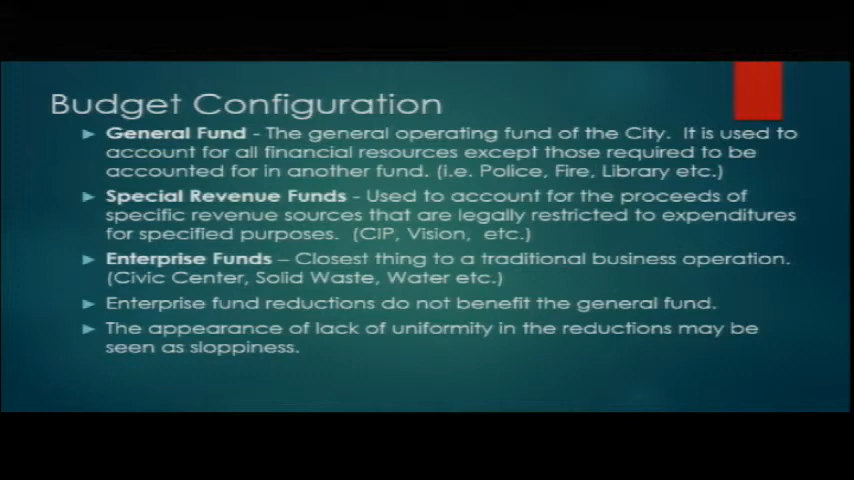 Budget Configuration
General Fund - The general operating fund of the City. It is used to
account for all financial resources except those required to be
accounted for in another fund. (i.e. Police, Fire, Library etc.)
Special Revenue Funds - Used to account for the proceeds of
specific revenue sources that are legally restricted to expenditures
for specified purposes. (CIP, Vision, etc.)
Enterprise Funds – Closest thing to a traditional business operation.
(Civic Center, Solid Waste, Water etc.)
Enterprise fund reductions do not benefit the general fund.
The appearance of lack of uniformity in the reductions may be
seen as sloppiness.